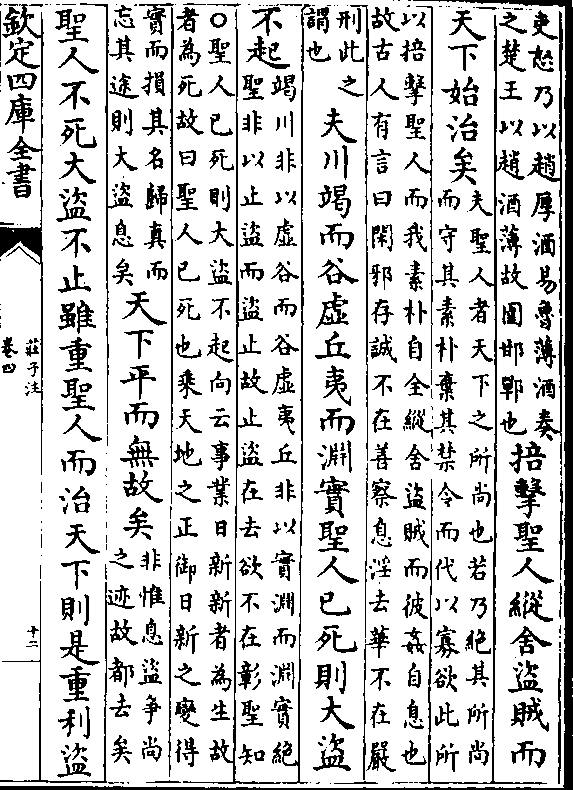 吏怒乃以趙厚酒易魯薄酒奏
之楚王以趙酒薄故圍邯鄲也
掊擊聖人縱舍盜賊而
天下始治矣
夫聖人者天下之所尚也若乃絶其所尚
而守其素朴棄其禁令而代以寡欲此所
以掊擊聖人而我素朴自全縱舍盜賊而彼姦自息也
故古人有言曰閑邪存誠不在善察息淫去華不在嚴
刑此之
謂也
夫川竭而谷虛丘夷而淵實聖人已死則大盜
不起
竭川非以虛谷而谷虛夷丘非以實淵而淵實絶
聖非以止盜而盜止故止盜在去欲不在彰聖知
○聖人已死則大盜不起向云事業日新新者為生故
者為死故曰聖人已死也乘天地之正御日新之變得
實而損其名歸真而
忘其途則大盜息矣
天下平而無故矣
非惟息盜爭尚
之迹故都去矣
聖人不死大盜不止雖重聖人而治天下則是重利盜
欽定四庫全書
莊子注
卷四
十二